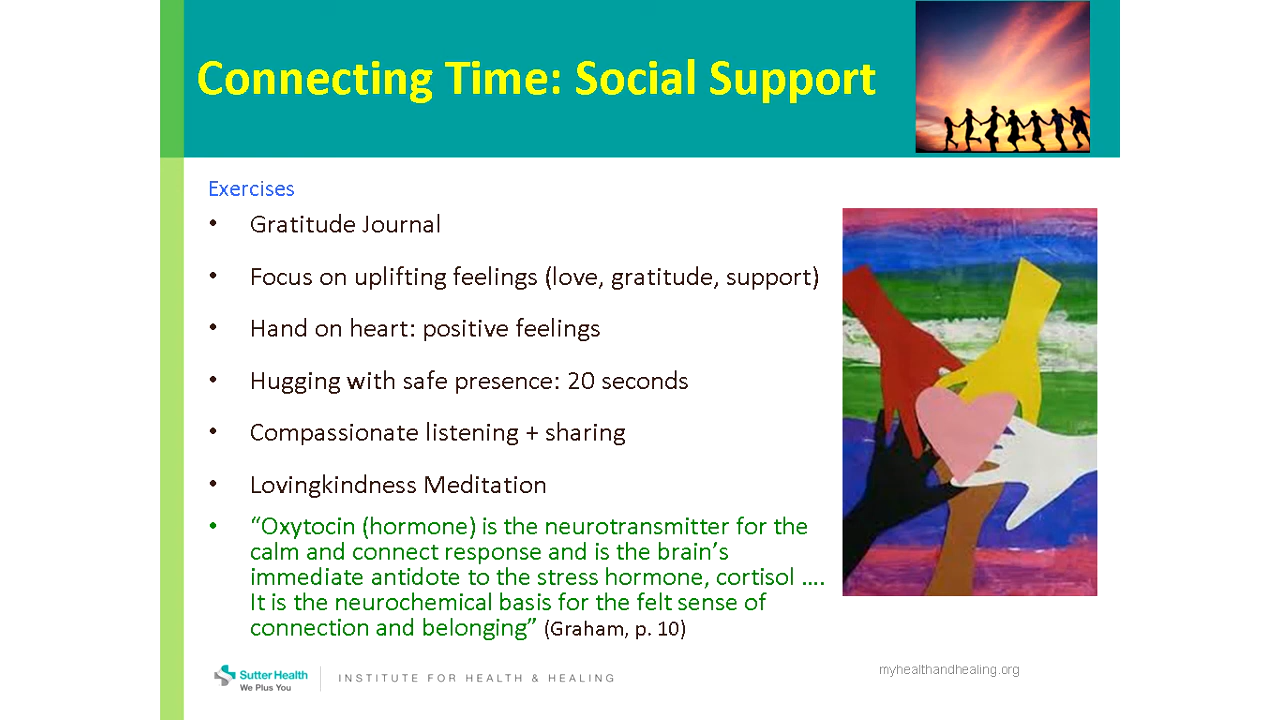 Connecting Time: Social Support
Exercises
• Gratitude Journal
• Focus on uplifting feelings (love, gratitude, support)
• Hand on heart: positive feelings
• Hugging with safe presence: 20 seconds
• Compassionate listening + sharing
• Lovingkindness Meditation
• “Oxytocin (hormone) is the neurotransmitter for the
calm and connect response and is the brain’s
immediate antidote to the stress hormone, cortisol ….
It is the neurochemical basis for the felt sense of
connection and belonging” (Graham, p. 10)
Sutter Health
We Plus You
INSTITUTE FOR HEALTH & HEALING
myhealthandhealing.org